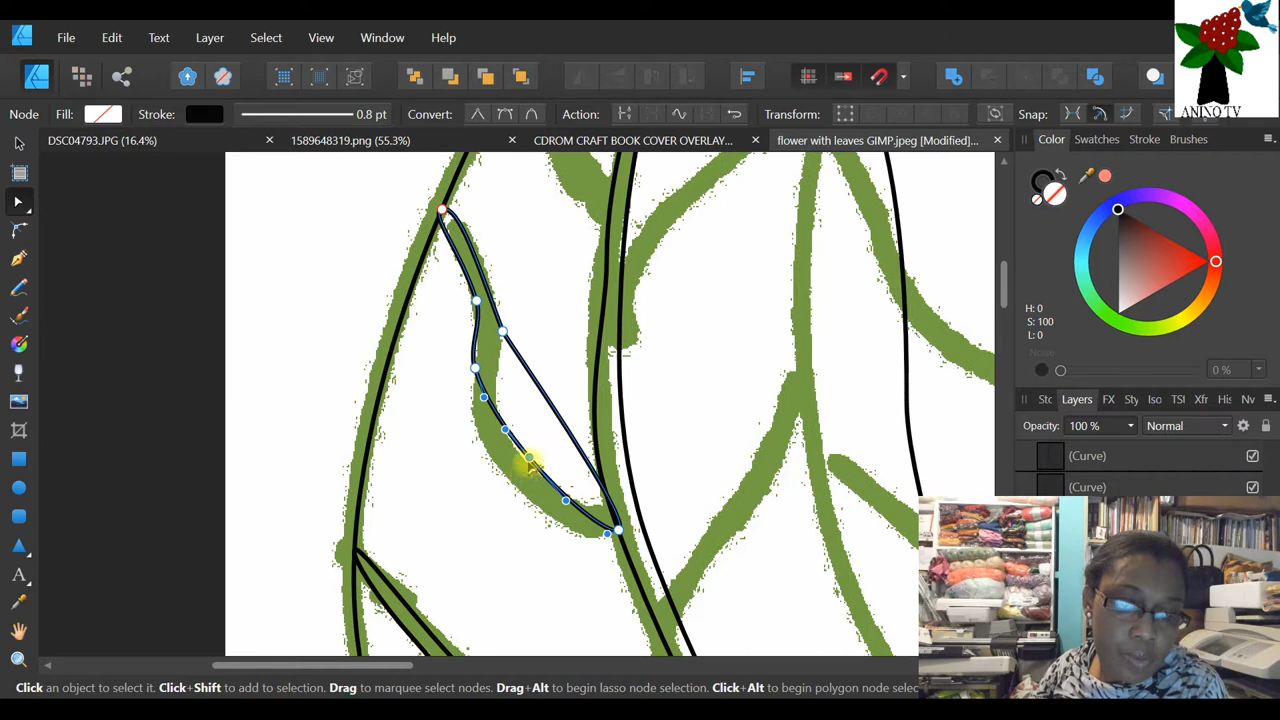 File Edit Text Layer Select View Window Help
ANINO TV
Node Fill: Stroke: 0.8 pt Convert: Action: Transform: Snap:
DSC04793.JPG (16.4%) 1589648319.png (55.3%) CDROM CRAFT BOOK COVER OVERLAY... flower with leaves GIMP.jpeg [Modified]...
Color Swatches Stroke Brushes
H: 0
S: 100
L: 0
Noise 0 %
Stc Layers FX Sty Iso TSI Xfr His Nv
Opacity: 100 % Normal
(Curve)
(Curve)
Click an object to select it. Click+Shift to add to selection. Drag to marquee select nodes. Drag+Alt to begin lasso node selection. Click+Alt to begin polygon node selec